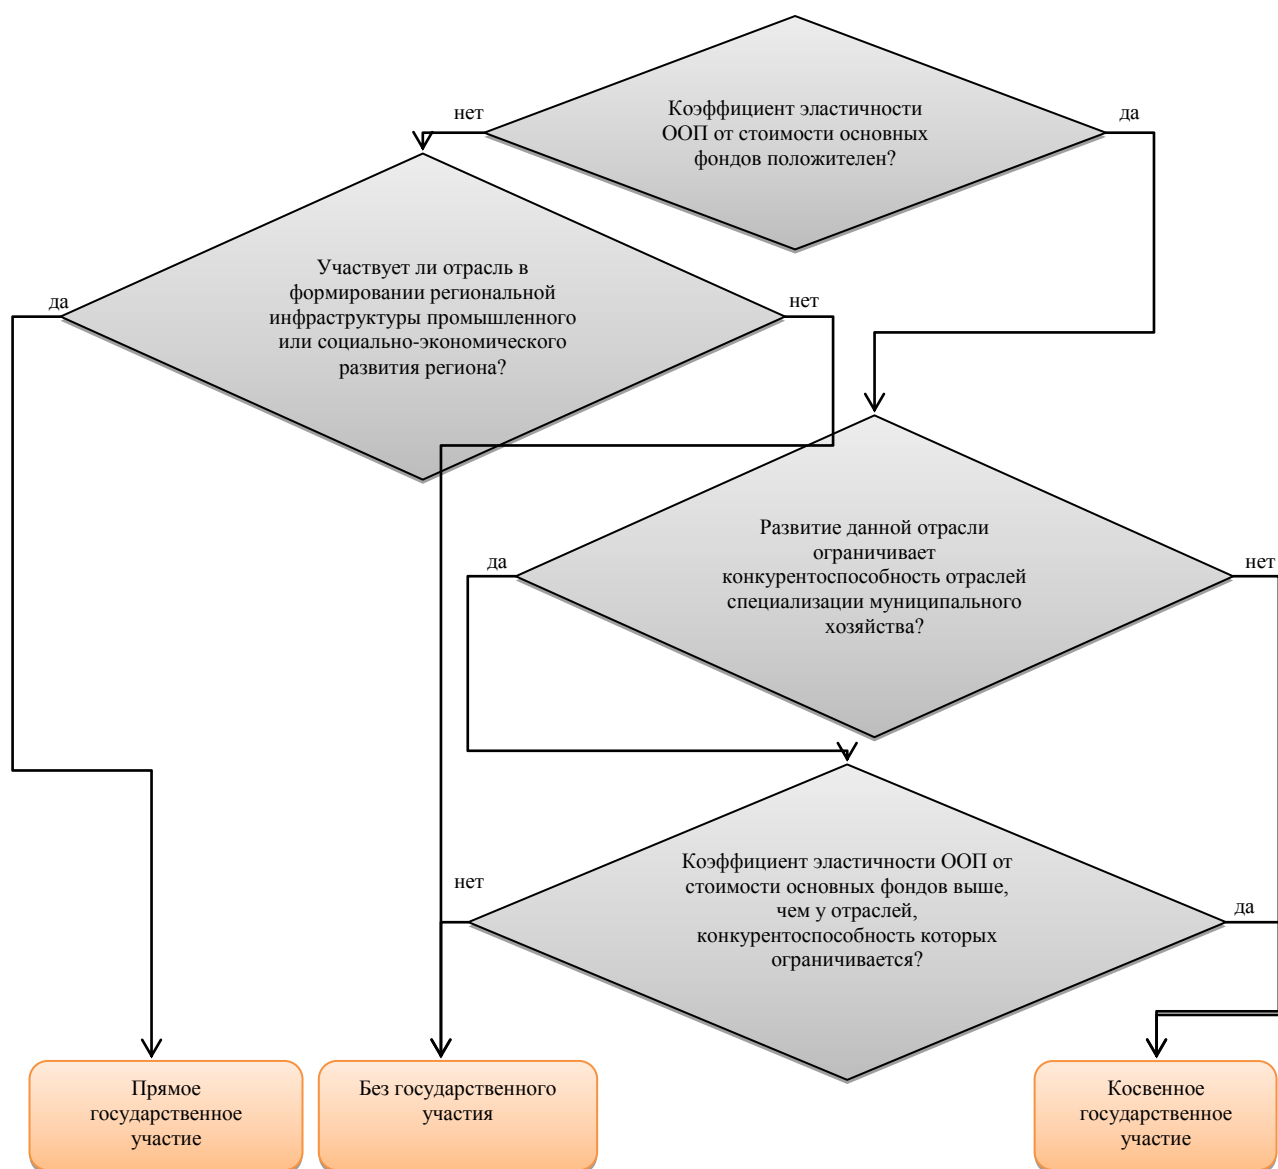 нет
Коэффициент эластичности
ООП от стоимости основных
фондов положителен?
да
да
Участвует ли отрасль в
формировании региональной
инфраструктуры промышленного
или социально-экономического
развития региона?
нет
да
Развитие данной отрасли
ограничивает
конкурентоспособность отраслей
специализации муниципального
хозяйства?
нет
нет
Коэффициент эластичности ООП от
стоимости основных фондов выше,
чем у отраслей,
конкурентоспособность которых
ограничивается?
да
Прямое
государственное
участие
Без государственного
участия
Косвенное
государственное
участие